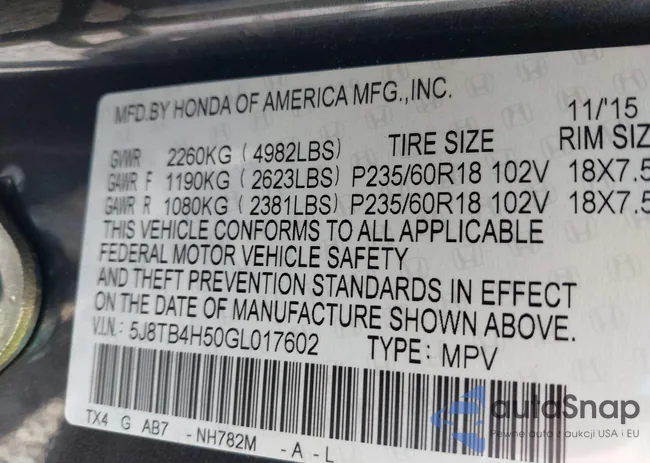 MFD.BY HONDA OF AMERICA MFG.,INC. 11/'15
GVWR 2260KG (4982LBS) TIRE SIZE RIM SIZ
GAWR F 1190KG (2623LBS) P235/60R18 102V 18X7.5
GAWR R 1080KG (2381LBS) P235/60R18 102V 18X7.5
THIS VEHICLE CONFORMS TO ALL APPLICABLE
FEDERAL MOTOR VEHICLE SAFETY
AND THEFT PREVENTION STANDARDS IN EFFECT
ON THE DATE OF MANUFACTURE SHOWN ABOVE.
V.I.N.: 5J8TB4H50GL017602 TYPE: MPV
TX4 G AB7 -NH782M -A-L
autoSnap
Pewne auto z aukcji USA i EU